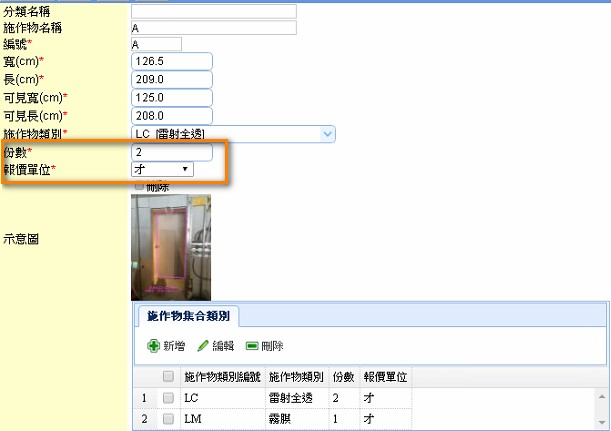 分類名稱
施作物名稱 A
編號* A
寬(cm)* 126.5
長(cm)* 209.0
可見寬(cm)* 125.0
可見長(cm)* 208.0
施作物類別* LC [雷射全透]
份數* 2
報價單位* 才
刪除
示意圖
施作物集合類別
新增 編輯 刪除
施作物類別編號 施作物類別 份數 報價單位
1 LC 雷射全透 2 才
2 LM 霧膜 1 才